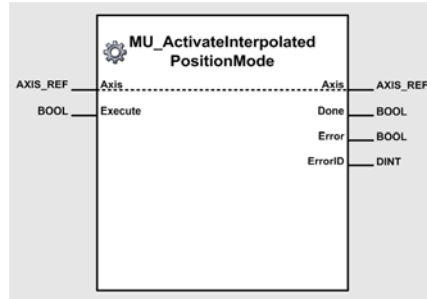 MU_ActivateInterpolated
PositionMode
AXIS_REF Axis Axis AXIS_REF
BOOL Execute Done BOOL
Error BOOL
ErrorID DINT